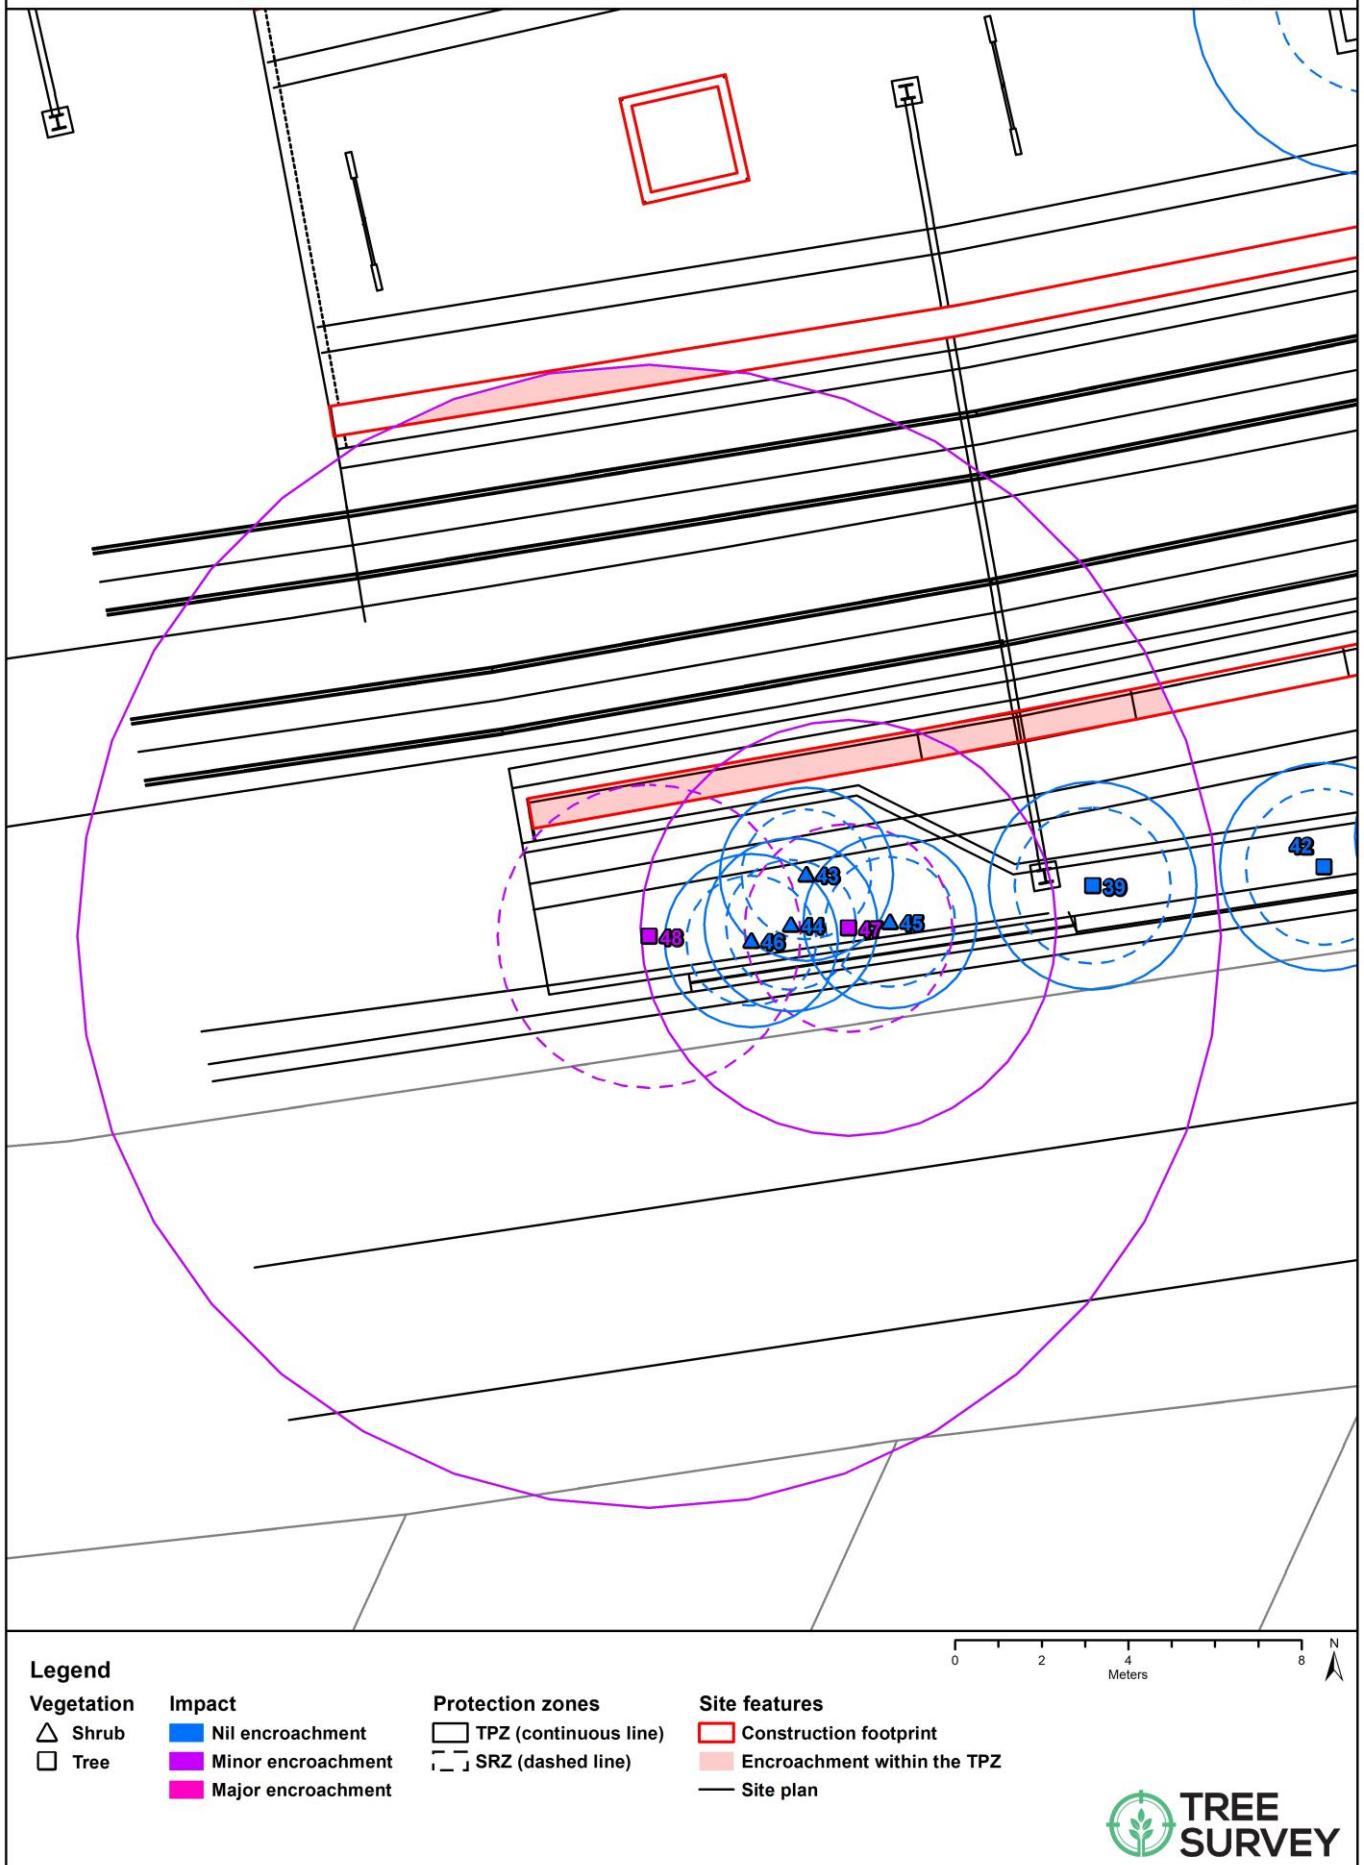 42
43
39
44
47
45
48
46
0 2 4 8
Meters
N
Legend
Vegetation
Shrub
Tree
Impact
Nil encroachment
Minor encroachment
Major encroachment
Protection zones
TPZ (continuous line)
SRZ (dashed line)
Site features
Construction footprint
Encroachment within the TPZ
Site plan
TREE
SURVEY